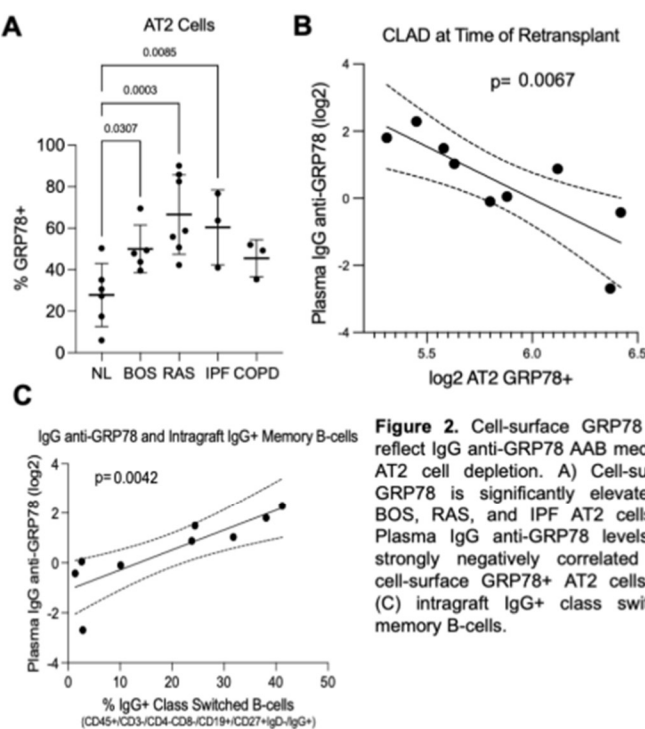 A
AT2 Cells
0.0085
0.0003
0.0307
100
80
60
40
20
0
% GRP78+
NL BOS RAS IPF COPD
B
CLAD at Time of Retransplant
p= 0.0067
4
2
0
-2
-4
Plasma IgG anti-GRP78 (log2)
5.5 6.0 6.5
log2 AT2 GRP78+
C
IgG anti-GRP78 and Intragraft IgG+ Memory B-cells
p=0.0042
4
2
0
-2
-4
Plasma IgG anti-GRP78 (log2)
0 10 20 30 40 50
% IgG+ Class Switched B-cells
(CD45+/CD3-/CD4-CD8-/CD19+/CD27+IgD-/IgG+)
Figure 2. Cell-surface GRP78
reflect IgG anti-GRP78 AAB med
AT2 cell depletion. A) Cell-su
GRP78 is significantly elevate
BOS, RAS, and IPF AT2 cells
Plasma IgG anti-GRP78 levels
strongly negatively correlated
cell-surface GRP78+ AT2 cells
(C) intragraft IgG+ class swit
memory B-cells.